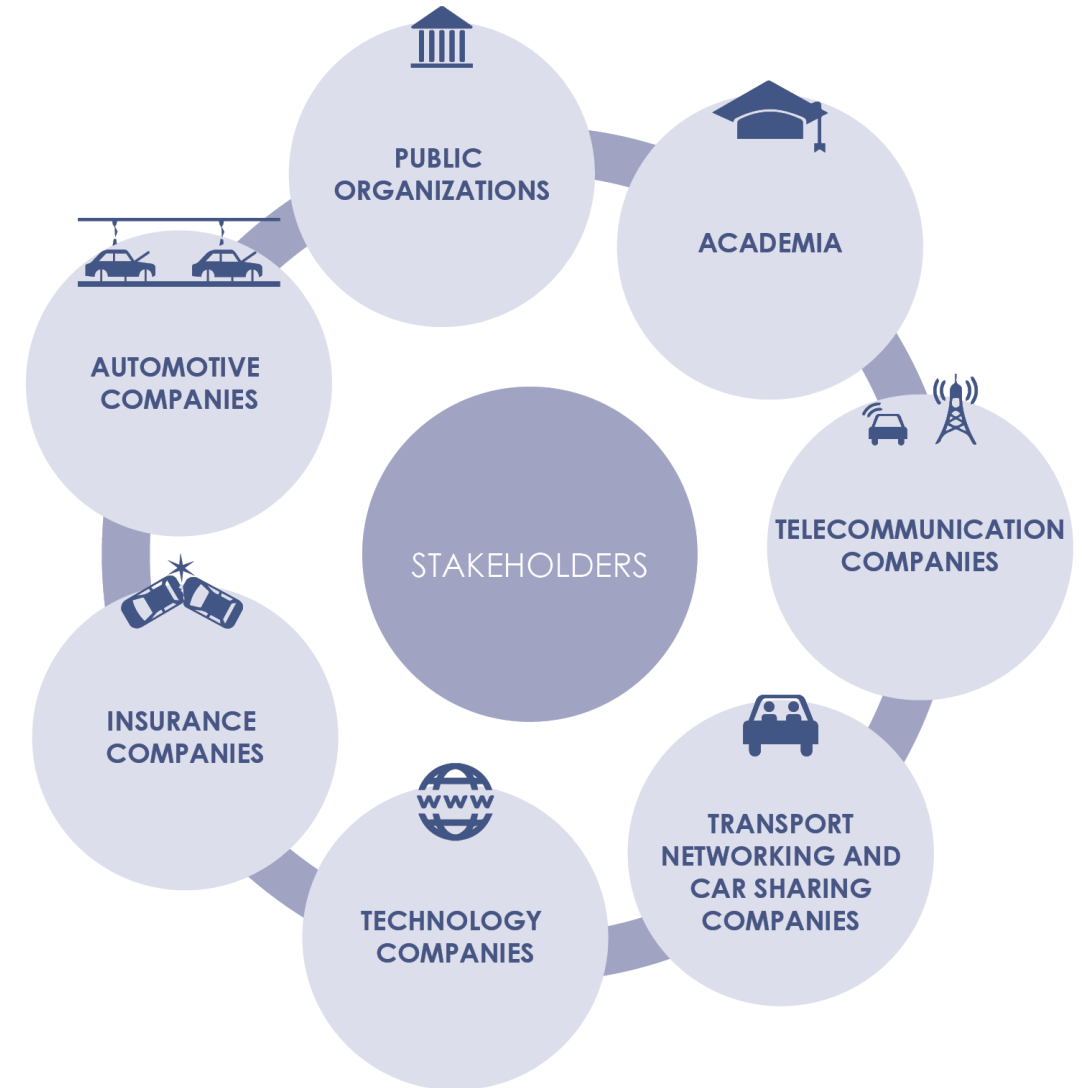 PUBLIC
ORGANIZATIONS
ACADEMIA
AUTOMOTIVE
COMPANIES
TELECOMMUNICATION
COMPANIES
STAKEHOLDERS
INSURANCE
COMPANIES
TRANSPORT
NETWORKING AND
CAR SHARING
COMPANIES
WWW
TECHNOLOGY
COMPANIES